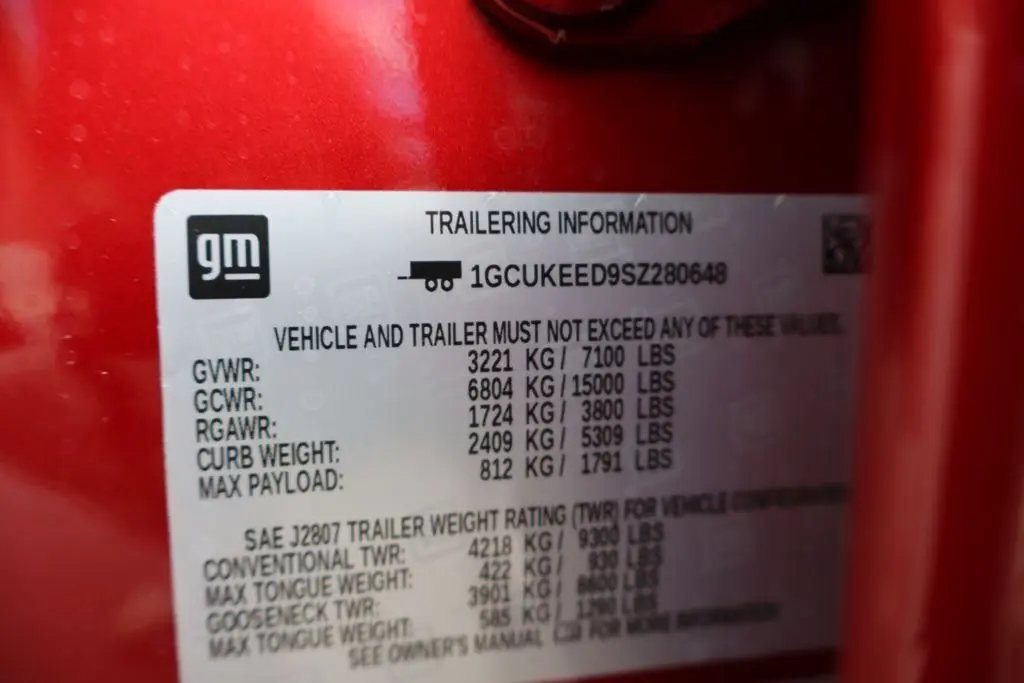 gm
TRAILERING INFORMATION
1GCUKEED9SZ280648
VEHICLE AND TRAILER MUST NOT EXCEED ANY OF THESE VALUES.
GVWR: 3221 KG / 7100 LBS
GCWR: 6804 KG / 15000 LBS
RGAWR: 1724 KG / 3800 LBS
CURB WEIGHT: 2409 KG / 5309 LBS
MAX PAYLOAD: 812 KG / 1791 LBS
SAE J2807 TRAILER WEIGHT RATING (TWR) FOR VEHICLE CONFIGURATION
CONVENTIONAL TWR: 4218 KG / 9300 LBS
MAX TONGUE WEIGHT: 422 KG / 930 LBS
GOOSENECK TWR: 3901 KG / 8600 LBS
MAX TONGUE WEIGHT: 585 KG / 1290 LBS
SEE OWNER'S MANUAL FOR MORE INFORMATION